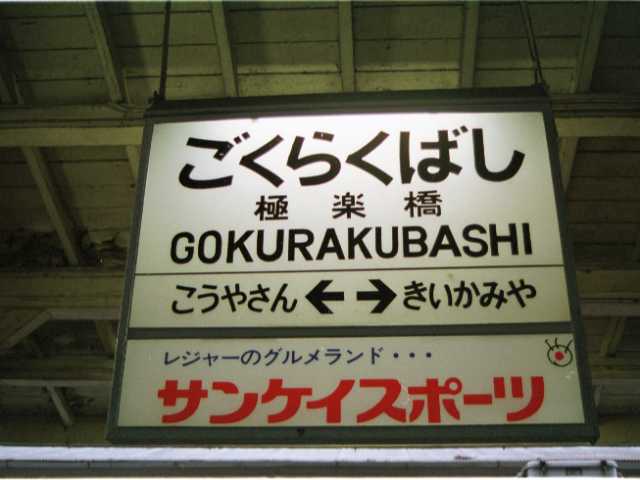 ごくらくばし
極楽橋
GOKURAKUBASHI
こうやさん ←→ きいかみや
レジャーのグルメランド・・・
サンケイスポーツ